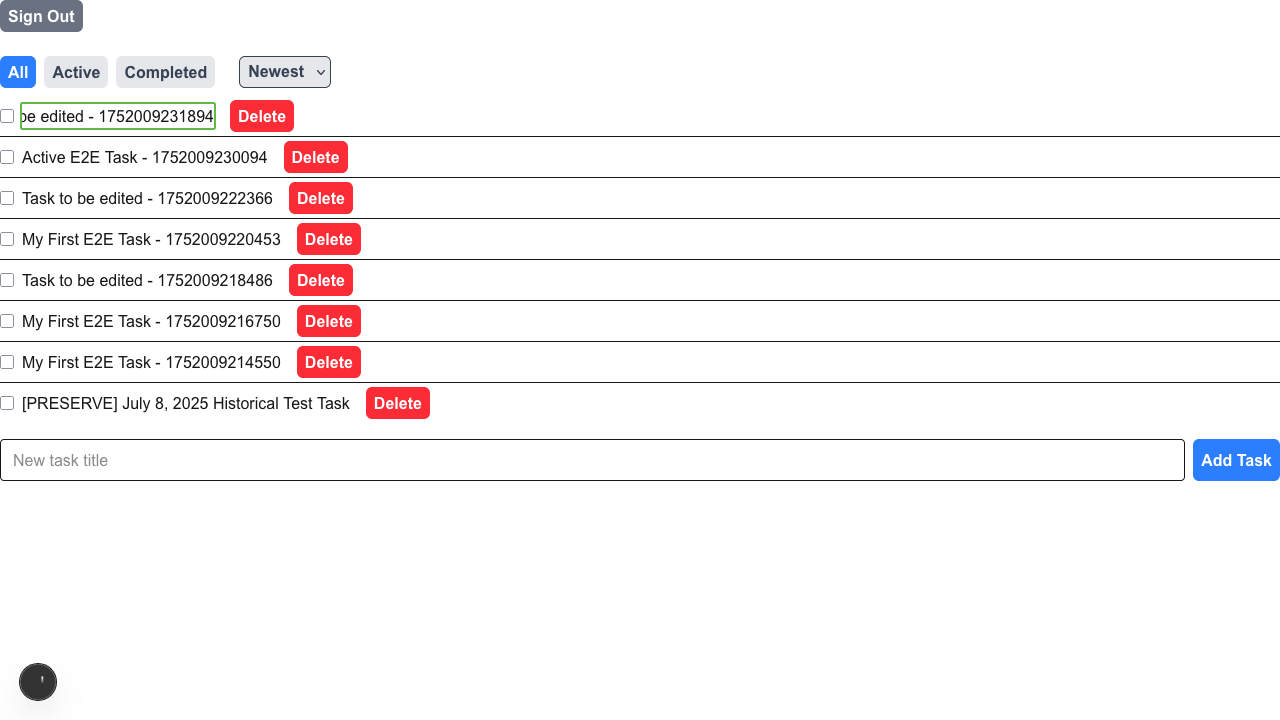 Sign Out
All Active Completed Newest
be edited - 1752009231894 Delete
Active E2E Task - 1752009230094 Delete
Task to be edited - 1752009222366 Delete
My First E2E Task - 1752009220453 Delete
Task to be edited - 1752009218486 Delete
My First E2E Task - 1752009216750 Delete
My First E2E Task - 1752009214550 Delete
[PRESERVE] July 8, 2025 Historical Test Task Delete
New task title Add Task